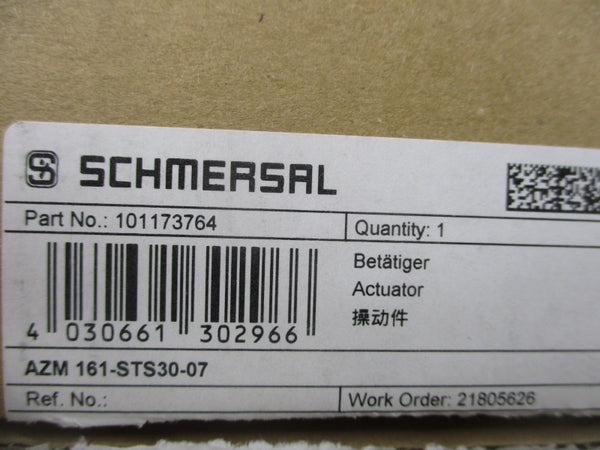 SCHMERSAL
Part No.: 101173764
Quantity: 1
Betätiger
Actuator
操动件
4 030661 302966
AZM 161-STS30-07
Ref. No.:
Work Order: 21805626